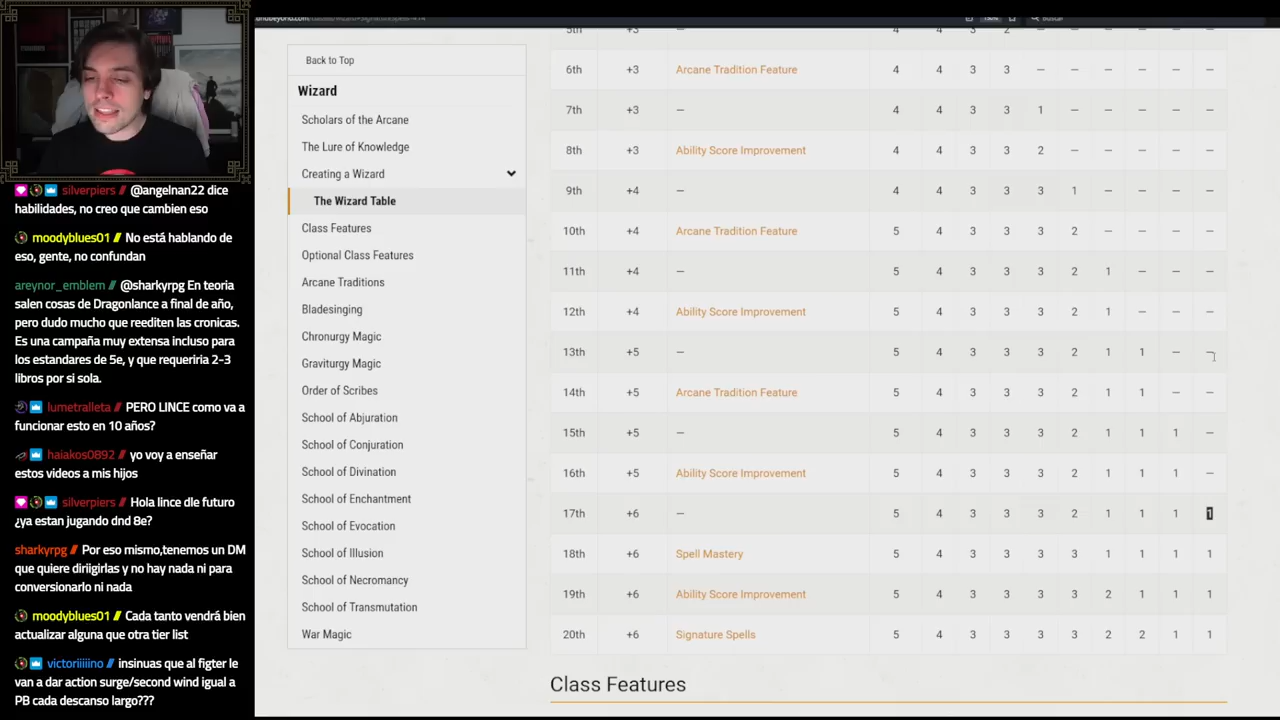 silverpiers // @angelnan22 dice
habilidades, no creo que cambien eso
moodyblues01 // No está hablando de
eso, gente, no confundan
areynor_emblem // @sharkyrpg En teoria
salen cosas de Dragonlance a final de año,
pero dudo mucho que reediten las cronicas.
Es una campaña muy extensa incluso para
los estandares de 5e, y que requeriria 2-3
libros por si sola.
lumetralleta // PERO LINCE como va a
funcionar esto en 10 años?
haiakos0892 // yo voy a enseñar
estos videos a mis hijos
silverpiers // Hola lince dle futuro
¿ya estan jugando dnd 8e?
sharkyrpg // Por eso mismo,tenemos un DM
que quiere diriigirlas y no hay nada ni para
conversionarlo ni nada
moodyblues01 // Cada tanto vendrá bien
actualizar alguna que otra tier list
victoriiiiino // insinuas que al figter le
van a dar action surge/second wind igual a
PB cada descanso largo???
Back to Top
Wizard
Scholars of the Arcane
The Lure of Knowledge
Creating a Wizard
The Wizard Table
Class Features
Optional Class Features
Arcane Traditions
Bladesinging
Chronurgy Magic
Graviturgy Magic
Order of Scribes
School of Abjuration
School of Conjuration
School of Divination
School of Enchantment
School of Evocation
School of Illusion
School of Necromancy
School of Transmutation
War Magic
5th +3 — 4 4 3 2 — — — — — —
6th +3 Arcane Tradition Feature 4 4 3 3 — — — — — —
7th +3 — 4 4 3 3 1 — — — — —
8th +3 Ability Score Improvement 4 4 3 3 2 — — — — —
9th +4 — 4 4 3 3 3 1 — — — —
10th +4 Arcane Tradition Feature 5 4 3 3 3 2 — — — —
11th +4 — 5 4 3 3 3 2 1 — — —
12th +4 Ability Score Improvement 5 4 3 3 3 2 1 — — —
13th +5 — 5 4 3 3 3 2 1 1 — —
14th +5 Arcane Tradition Feature 5 4 3 3 3 2 1 1 — —
15th +5 — 5 4 3 3 3 2 1 1 1 —
16th +5 Ability Score Improvement 5 4 3 3 3 2 1 1 1 —
17th +6 — 5 4 3 3 3 2 1 1 1 1
18th +6 Spell Mastery 5 4 3 3 3 3 1 1 1 1
19th +6 Ability Score Improvement 5 4 3 3 3 3 2 1 1 1
20th +6 Signature Spells 5 4 3 3 3 3 2 2 1 1
Class Features